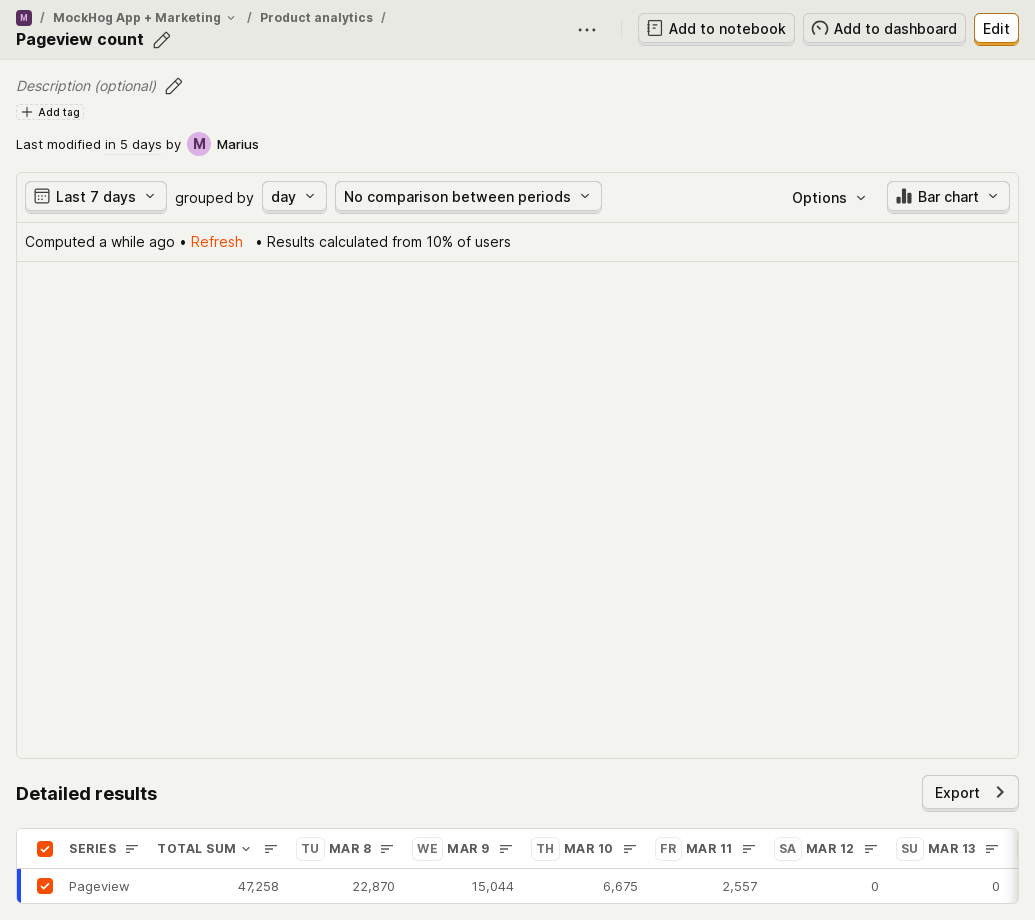 M / MockHog App + Marketing / Product analytics /
Pageview count
Add to notebook
Add to dashboard
Edit
Description (optional)
Add tag
Last modified in 5 days by M Marius
Last 7 days grouped by day No comparison between periods Options Bar chart
Computed a while ago • Refresh • Results calculated from 10% of users
Detailed results
Export
SERIES TOTAL SUM TU MAR 8 WE MAR 9 TH MAR 10 FR MAR 11 SA MAR 12 SU MAR 13
Pageview 47,258 22,870 15,044 6,675 2,557 0 0